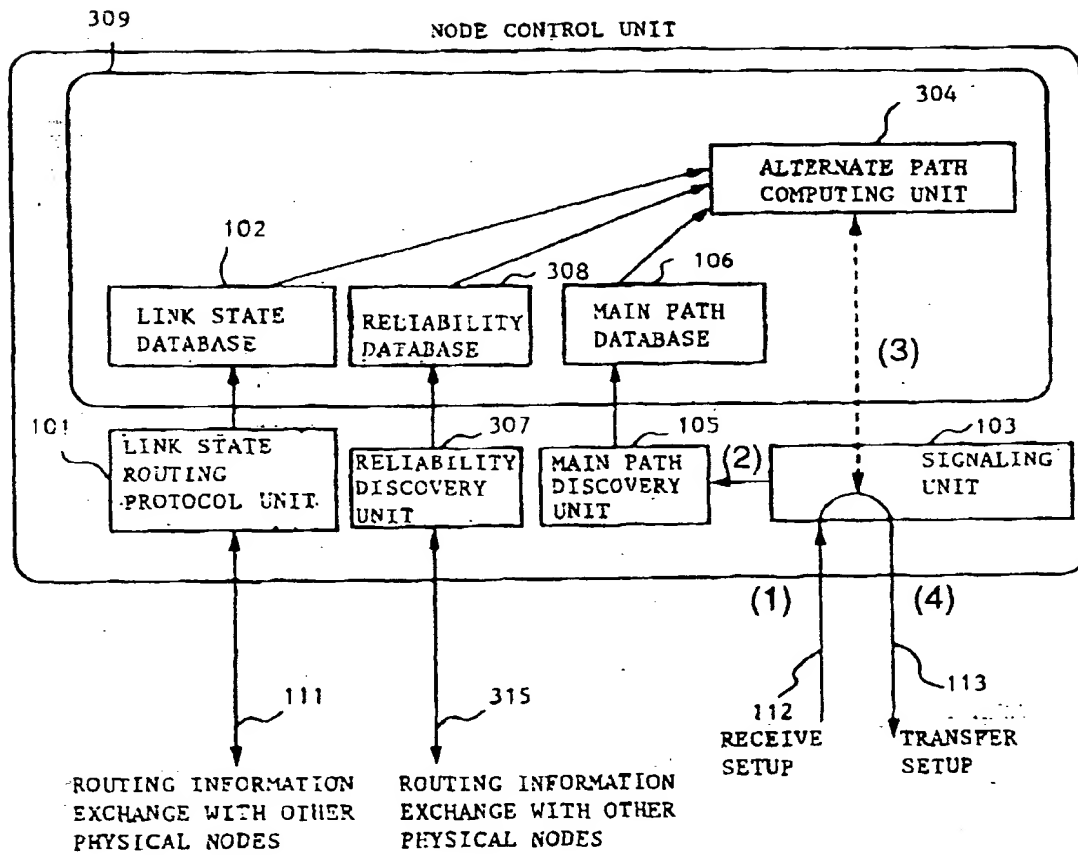 309
NODE CONTROL UNIT
304
ALTERNATE PATH
COMPUTING UNIT
102
308
106
LINK STATE
DATABASE
RELIABILITY
DATABASE
MAIN PATH
DATABASE
(3)
101
LINK STATE
ROUTING
PROTOCOL UNIT
307
RELIABILITY
DISCOVERY
UNIT
105
MAIN PATH
DISCOVERY
UNIT
(2)
103
SIGNALING
UNIT
(1)
(4)
111
315
112
113
RECEIVE
SETUP
TRANSFER
SETUP
ROUTING INFORMATION
EXCHANGE WITH OTHER
PHYSICAL NODES
ROUTING INFORMATION
EXCHANGE WITH OTHER
PHYSICAL NODES